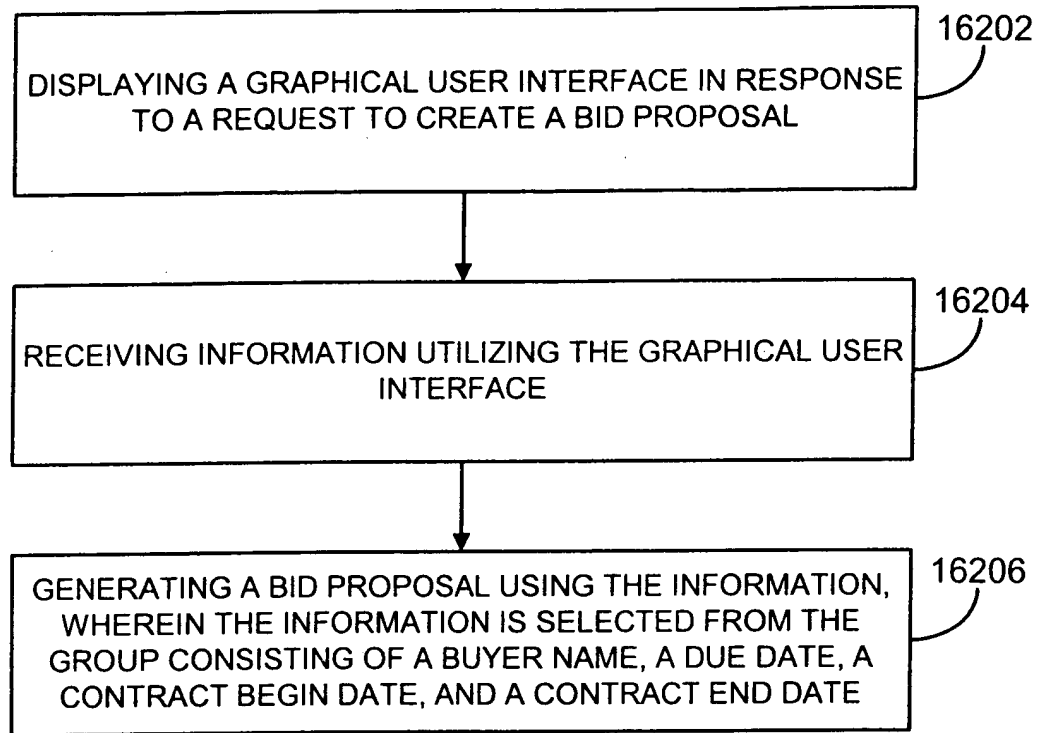 16202
DISPLAYING A GRAPHICAL USER INTERFACE IN RESPONSE
TO A REQUEST TO CREATE A BID PROPOSAL
16204
RECEIVING INFORMATION UTILIZING THE GRAPHICAL USER
INTERFACE
16206
GENERATING A BID PROPOSAL USING THE INFORMATION,
WHEREIN THE INFORMATION IS SELECTED FROM THE
GROUP CONSISTING OF A BUYER NAME, A DUE DATE, A
CONTRACT BEGIN DATE, AND A CONTRACT END DATE